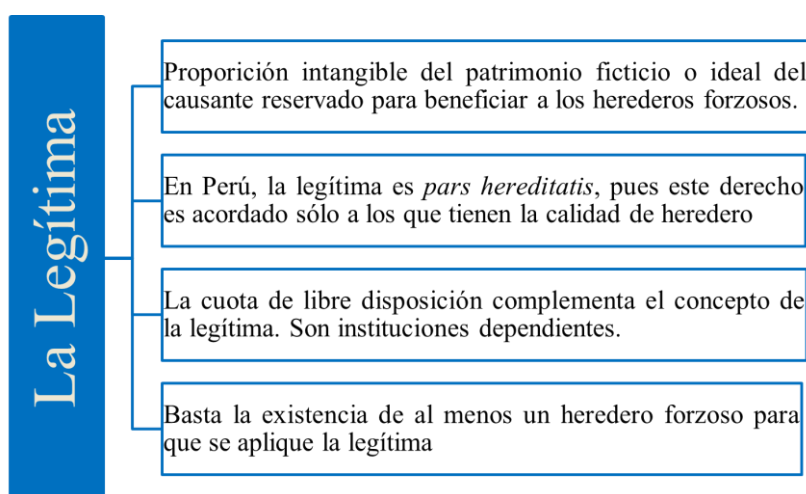 La Legítima
Proporición intangible del patrimonio ficticio o ideal del
causante reservado para beneficiar a los herederos forzosos.
En Perú, la legítima es pars hereditatis, pues este derecho
es acordado sólo a los que tienen la calidad de heredero
La cuota de libre disposición complementa el concepto de
la legítima. Son instituciones dependientes.
Basta la existencia de al menos un heredero forzoso para
que se aplique la legítima